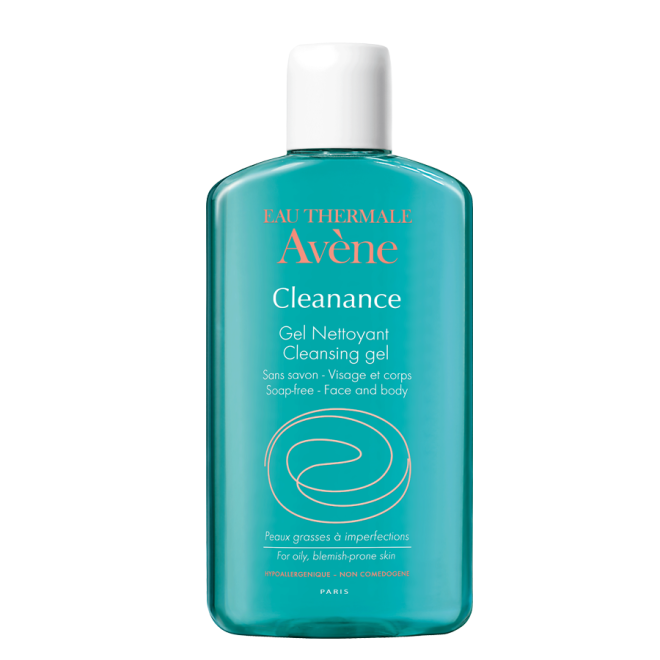 EAU THERMALE
Avène
Cleanance
Gel Nettoyant
Cleansing gel
Sans savon - Visage et corps
Soap-free - Face and body
Peaux grasses à imperfections
For oily, blemish-prone skin
HYPOALLERGENIQUE - NON COMEDOGENE
PARIS